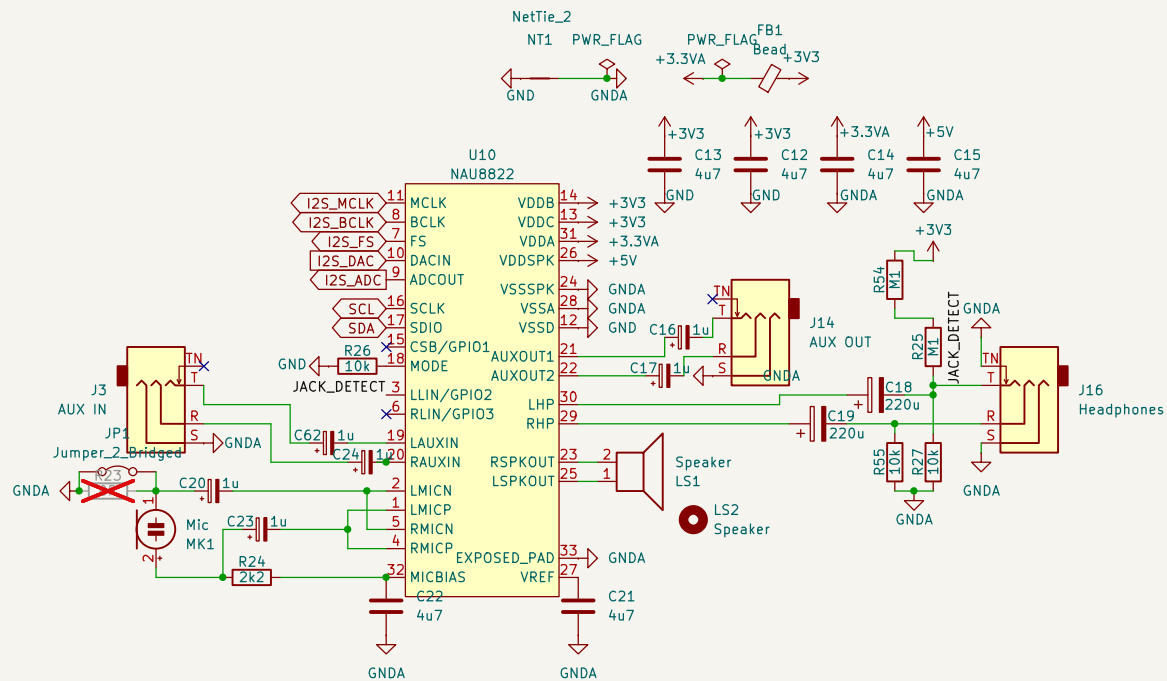 NetTie_2
NT1
PWR_FLAG
GND
GNDA
PWR_FLAG
FB1
Bead
+3.3VA
+3V3
+3V3
C13
4u7
GND
+3V3
C12
4u7
GND
+3.3VA
C14
4u7
GNDA
+5V
C15
4u7
GNDA
U10
NAU8822
I2S_MCLK 11 MCLK
I2S_BCLK 8 BCLK
I2S_FS 7 FS
I2S_DAC 10 DACIN
I2S_ADC 9 ADCOUT
SCL 16 SCLK
SDA 17 SDIO
15 CSB/GPIO1
GND R26 10k 18 MODE
JACK_DETECT 3 LLIN/GPIO2
6 RLIN/GPIO3
19 LAUXIN
20 RAUXIN
2 LMICN
1 LMICP
5 RMICN
4 RMICP
32 MICBIAS
VDDB 14 +3V3
VDDC 13 +3V3
VDDA 31 +3.3VA
VDDSPK 26 +5V
VSSSPK 24 GNDA
VSSA 28 GNDA
VSSD 12 GND
AUXOUT1 21
AUXOUT2 22
LHP 30
RHP 29
RSPKOUT 23 2
LSPKOUT 25 1
EXPOSED_PAD 33 GNDA
VREF 27
J3
AUX IN
TN
T
R
S
GNDA
C62 1u
C24 1u
JP1
Jumper_2_Bridged
R23
GNDA
C20 1u
1
Mic
MK1
2
C23 1u
R24
2k2
C22
4u7
GNDA
C21
4u7
GNDA
Speaker
LS1
LS2
Speaker
C16 1u
C17 1u
TN
T
R
S
GNDA
J14
AUX OUT
+3V3
R54
M1
R25
M1
JACK_DETECT
C18
220u
C19
220u
R55
10k
R27
10k
GNDA
GNDA
TN
T
R
S
GNDA
J16
Headphones